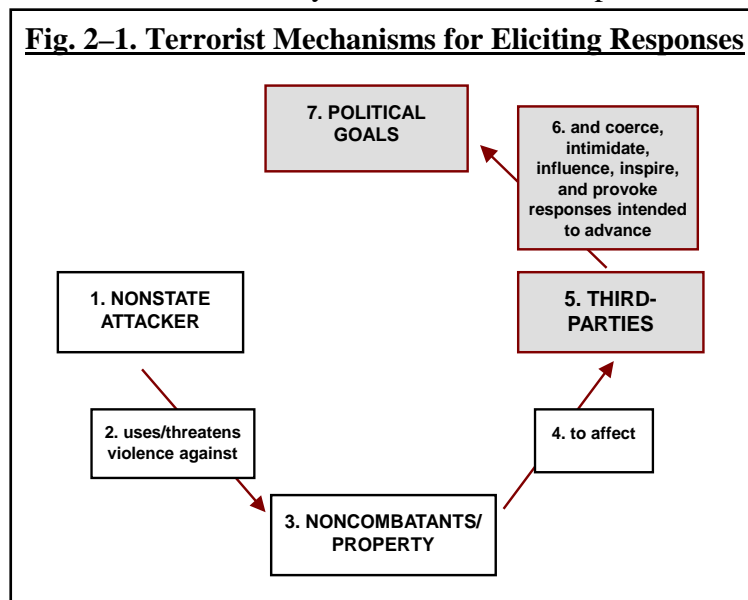 Fig. 2–1. Terrorist Mechanisms for Eliciting Responses
7. POLITICAL
GOALS
6. and coerce,
intimidate,
influence, inspire,
and provoke
responses intended
to advance
1. NONSTATE
ATTACKER
5. THIRD-
PARTIES
2. uses/threatens
violence against
4. to affect
3. NONCOMBATANTS/
PROPERTY